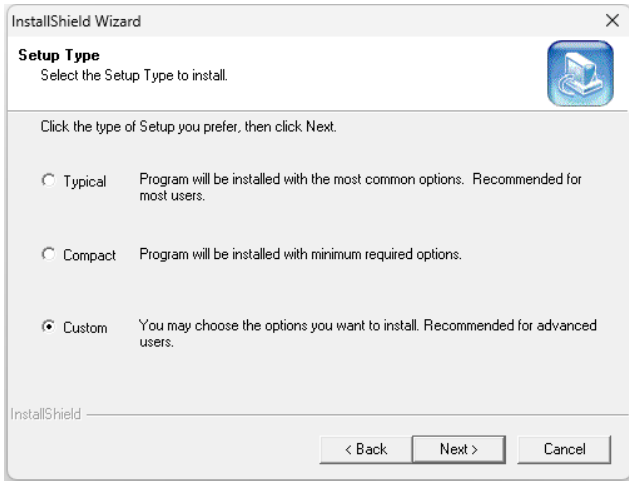 InstallShield Wizard
Setup Type
Select the Setup Type to install.
Click the type of Setup you prefer, then click Next.
Typical Program will be installed with the most common options. Recommended for
most users.
Compact Program will be installed with minimum required options.
Custom You may choose the options you want to install. Recommended for advanced
users.
InstallShield
< Back Next > Cancel